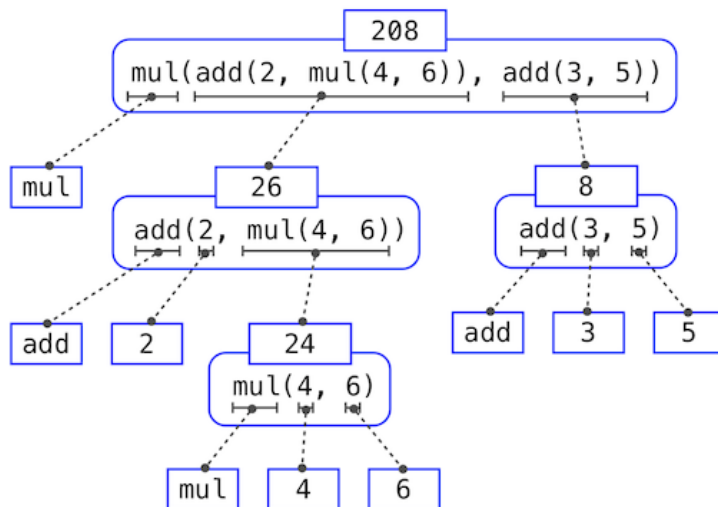 208
mul(add(2, mul(4, 6)), add(3, 5))
mul
26
8
add(2, mul(4, 6))
add(3, 5)
add
2
24
add
3
5
mul(4, 6)
mul
4
6